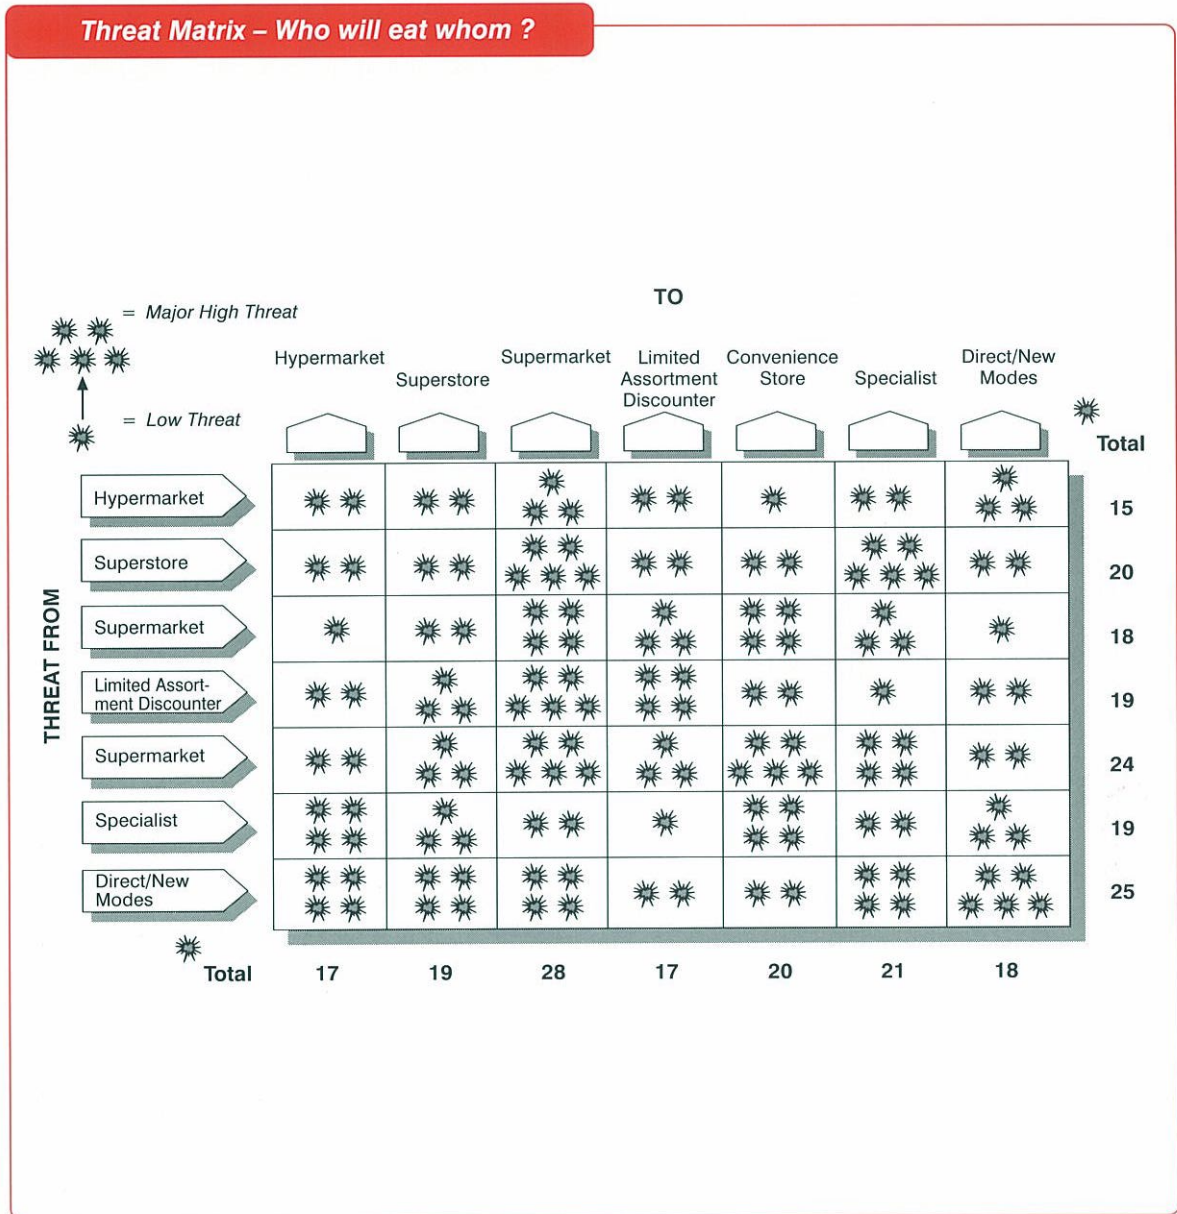 Threat Matrix – Who will eat whom ?
= Major High Threat
= Low Threat
TO
Hypermarket
Superstore
Supermarket
Limited
Assortment
Discounter
Convenience
Store
Specialist
Direct/New
Modes
Total
THREAT FROM
Hypermarket
15
Superstore
20
Supermarket
18
Limited Assort-
ment Discounter
19
Supermarket
24
Specialist
19
Direct/New
Modes
25
Total 17 19 28 17 20 21 18